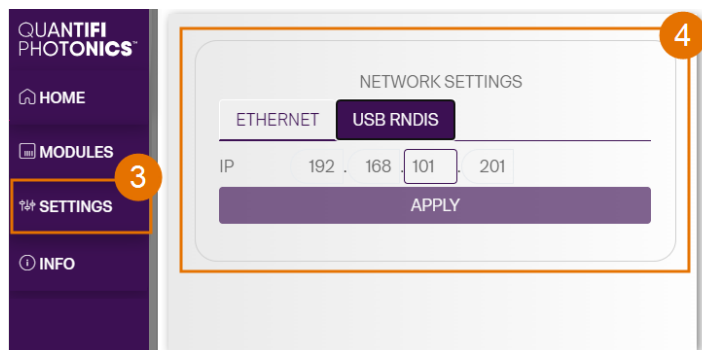 QUANTIFI
PHOTONICS™
HOME
MODULES
3
SETTINGS
INFO
4
NETWORK SETTINGS
ETHERNET USB RNDIS
IP 192 . 168 . 101 . 201
APPLY